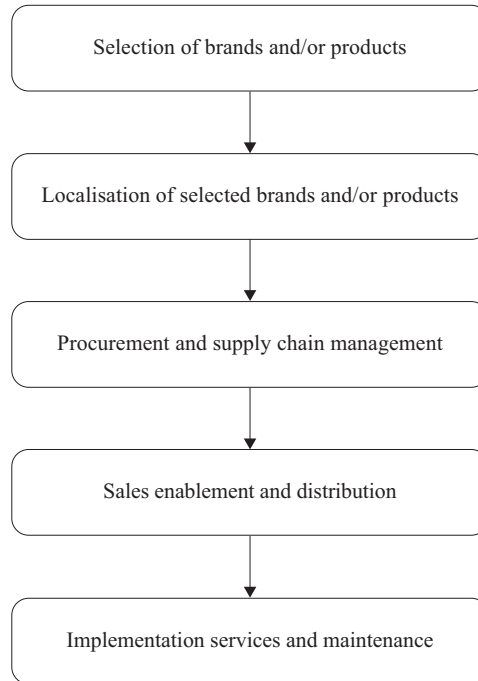 Selection of brands and/or products
Localisation of selected brands and/or products
Procurement and supply chain management
Sales enablement and distribution
Implementation services and maintenance